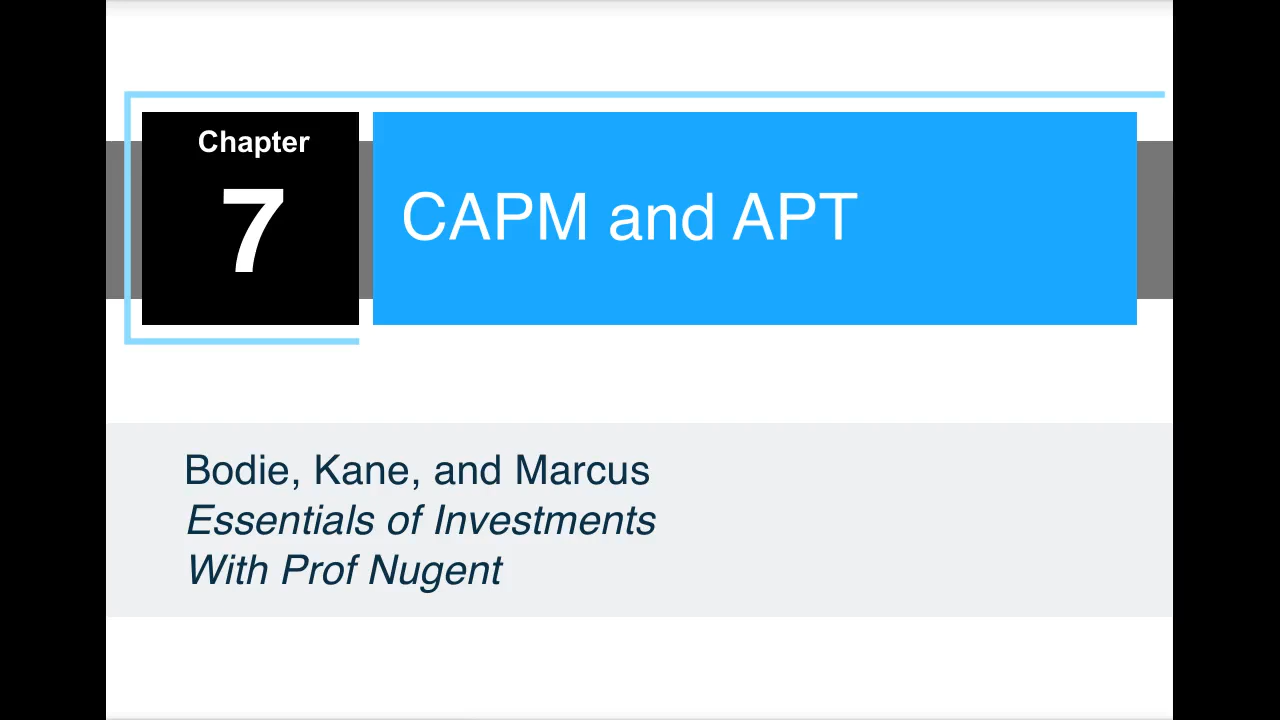 Chapter
7
CAPM and APT
Bodie, Kane, and Marcus
Essentials of Investments
With Prof Nugent